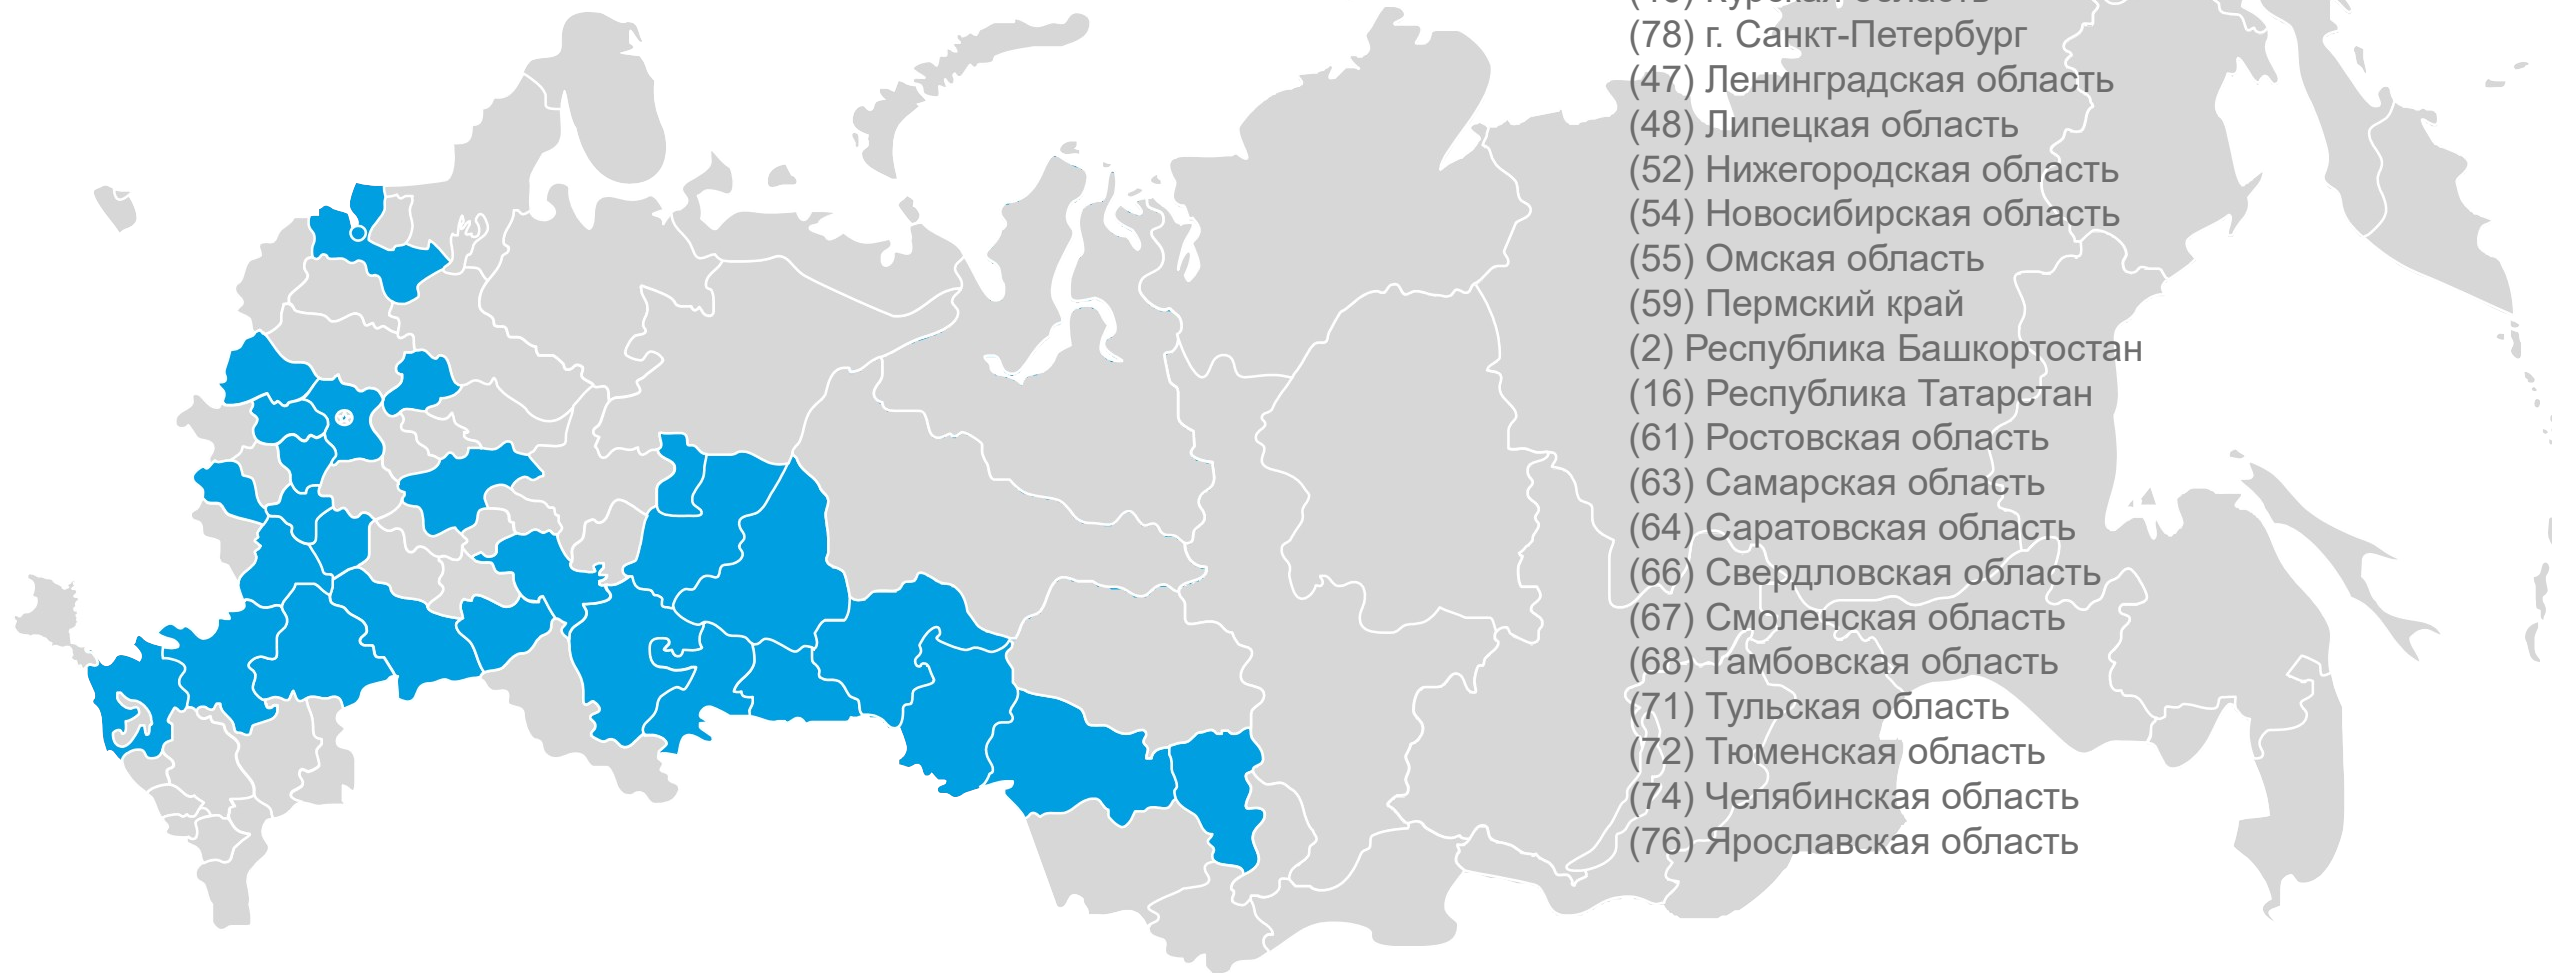 (46) Курская область
(78) г. Санкт-Петербург
(47) Ленинградская область
(48) Липецкая область
(52) Нижегородская область
(54) Новосибирская область
(55) Омская область
(59) Пермский край
(2) Республика Башкортостан
(16) Республика Татарстан
(61) Ростовская область
(63) Самарская область
(64) Саратовская область
(66) Свердловская область
(67) Смоленская область
(68) Тамбовская область
(71) Тульская область
(72) Тюменская область
(74) Челябинская область
(76) Ярославская область